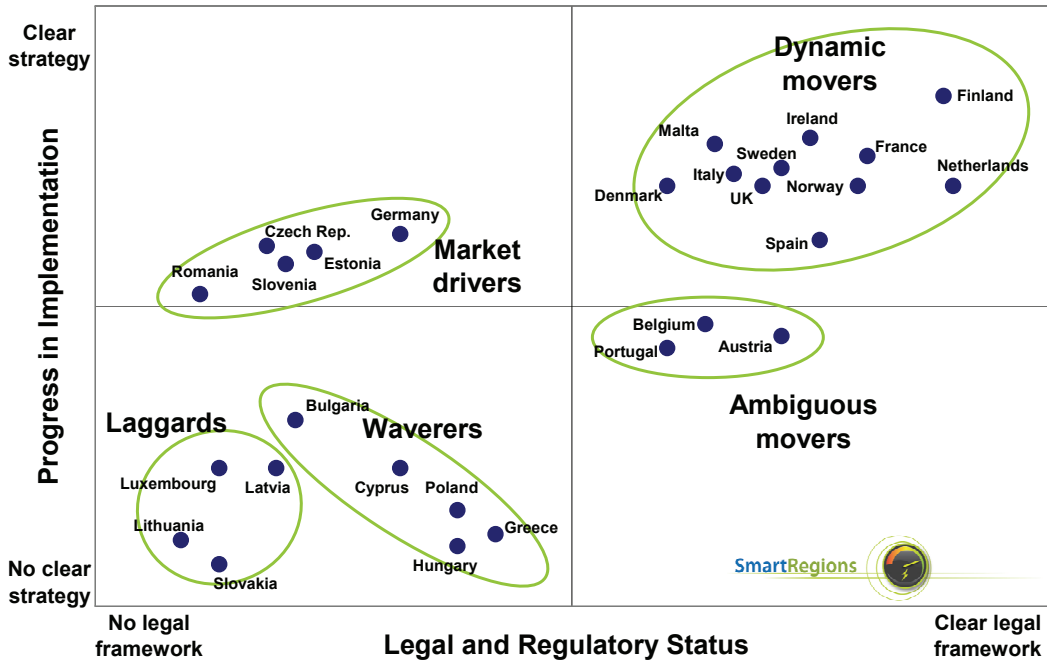 Clear
strategy
Dynamic
movers
Finland
Ireland
Malta
France
Sweden
Italy
Netherlands
Denmark
UK
Norway
Spain
Germany
Czech Rep.
Market
drivers
Romania
Estonia
Slovenia
Progress in Implementation
Belgium
Portugal
Austria
Ambiguous
movers
Laggards
Bulgaria
Waverers
Luxembourg
Latvia
Cyprus
Poland
Lithuania
Greece
Hungary
Slovakia
SmartRegions
No clear
strategy
No legal
framework
Legal and Regulatory Status
Clear legal
framework